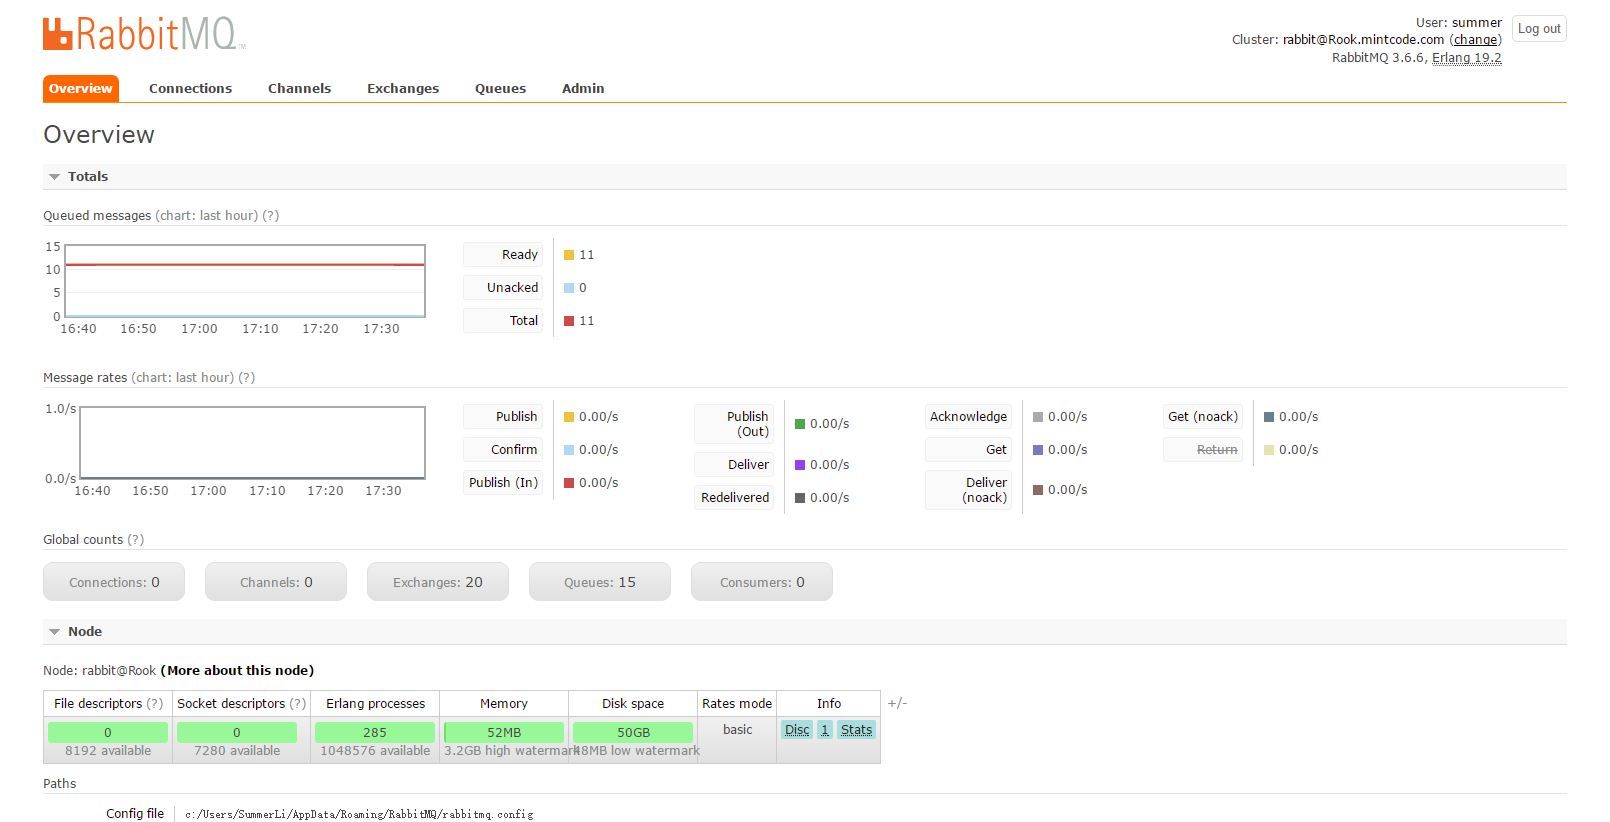 RabbitMQ TM
User: summer
Cluster: rabbit@Rook.mintcode.com (change)
RabbitMQ 3.6.6, Erlang 19.2
Log out
Overview Connections Channels Exchanges Queues Admin
Overview
Totals
Queued messages (chart: last hour) (?)
15
10
5
0
16:40 16:50 17:00 17:10 17:20 17:30
Ready 11
Unacked 0
Total 11
Message rates (chart: last hour) (?)
1.0/s
0.0/s
16:40 16:50 17:00 17:10 17:20 17:30
Publish 0.00/s
Confirm 0.00/s
Publish (In) 0.00/s
Publish
(Out) 0.00/s
Deliver 0.00/s
Redelivered 0.00/s
Acknowledge 0.00/s
Get 0.00/s
Deliver
(noack) 0.00/s
Get (noack) 0.00/s
Return 0.00/s
Global counts (?)
Connections: 0 Channels: 0 Exchanges: 20 Queues: 15 Consumers: 0
Node
Node: rabbit@Rook (More about this node)
File descriptors (?) Socket descriptors (?) Erlang processes Memory Disk space Rates mode Info +/-
0 0 285 52MB 50GB basic Disc 1 Stats
8192 available 7280 available 1048576 available 3.2GB high watermark 48MB low watermark
Paths
Config file c:/Users/SummerLi/AppData/Roaming/RabbitMQ/rabbitmq.config